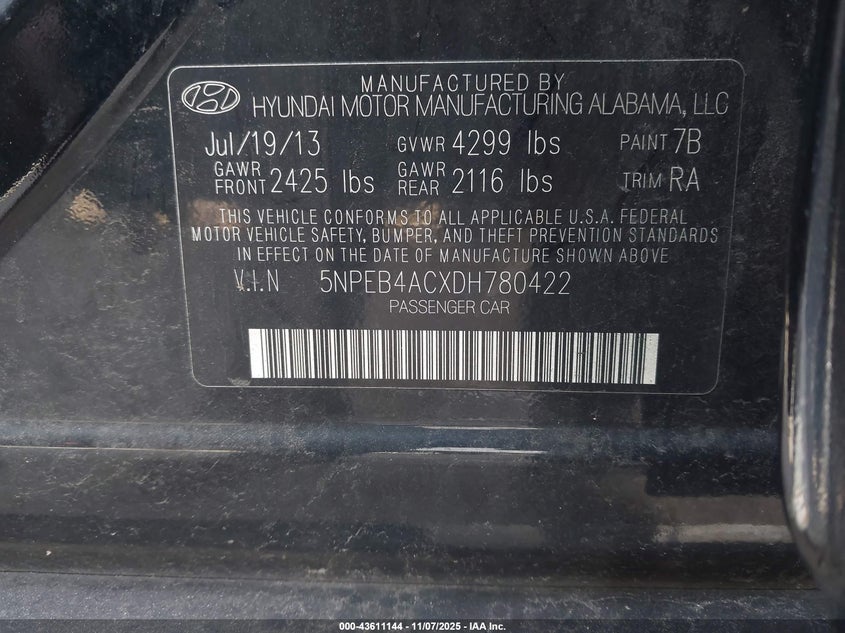 MANUFACTURED BY
HYUNDAI MOTOR MANUFACTURING ALABAMA, LLC
Jul/19/13 GVWR 4299 lbs PAINT 7B
GAWR FRONT 2425 lbs GAWR REAR 2116 lbs TRIM RA
THIS VEHICLE CONFORMS TO ALL APPLICABLE U.S.A. FEDERAL
MOTOR VEHICLE SAFETY, BUMPER, AND THEFT PREVENTION STANDARDS
IN EFFECT ON THE DATE OF MANUFACTURE SHOWN ABOVE
V.I.N 5NPEB4ACXDH780422
PASSENGER CAR
000-43611144 - 11/07/2025 - IAA Inc.